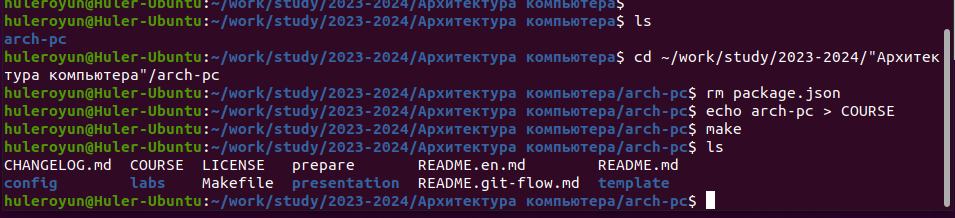 huleroyun@Huler-Ubuntu:~/work/study/2023-2024/Архитектура компьютера$
huleroyun@Huler-Ubuntu:~/work/study/2023-2024/Архитектура компьютера$ ls
arch-pc
huleroyun@Huler-Ubuntu:~/work/study/2023-2024/Архитектура компьютера$ cd ~/work/study/2023-2024/"Архитек
тура компьютера"/arch-pc
huleroyun@Huler-Ubuntu:~/work/study/2023-2024/Архитектура компьютера/arch-pc$ rm package.json
huleroyun@Huler-Ubuntu:~/work/study/2023-2024/Архитектура компьютера/arch-pc$ echo arch-pc > COURSE
huleroyun@Huler-Ubuntu:~/work/study/2023-2024/Архитектура компьютера/arch-pc$ make
huleroyun@Huler-Ubuntu:~/work/study/2023-2024/Архитектура компьютера/arch-pc$ ls
CHANGELOG.md COURSE LICENSE prepare README.en.md README.md
config labs Makefile presentation README.git-flow.md template
huleroyun@Huler-Ubuntu:~/work/study/2023-2024/Архитектура компьютера/arch-pc$